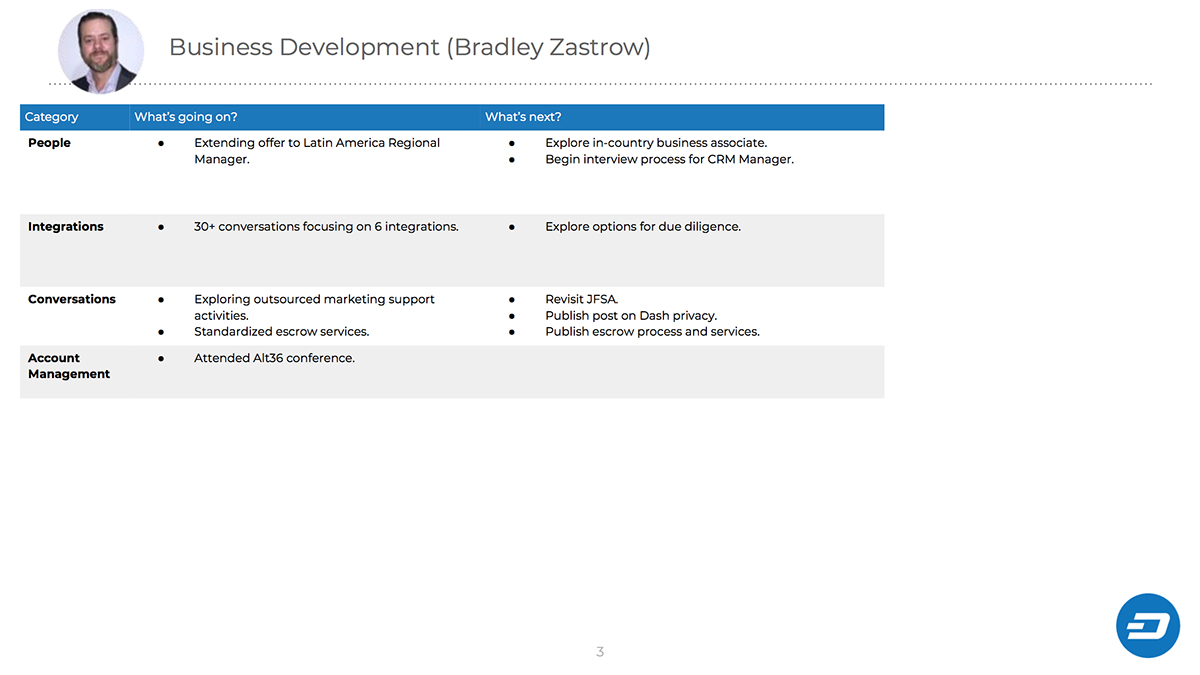 Business Development (Bradley Zastrow)
Category What's going on? What's next?
People
● Extending offer to Latin America Regional
Manager.
● Explore in-country business associate.
● Begin interview process for CRM Manager.
Integrations
● 30+ conversations focusing on 6 integrations.
● Explore options for due diligence.
Conversations
● Exploring outsourced marketing support
activities.
● Standardized escrow services.
● Revisit JFSA.
● Publish post on Dash privacy.
● Publish escrow process and services.
Account
Management
● Attended Alt36 conference.
3